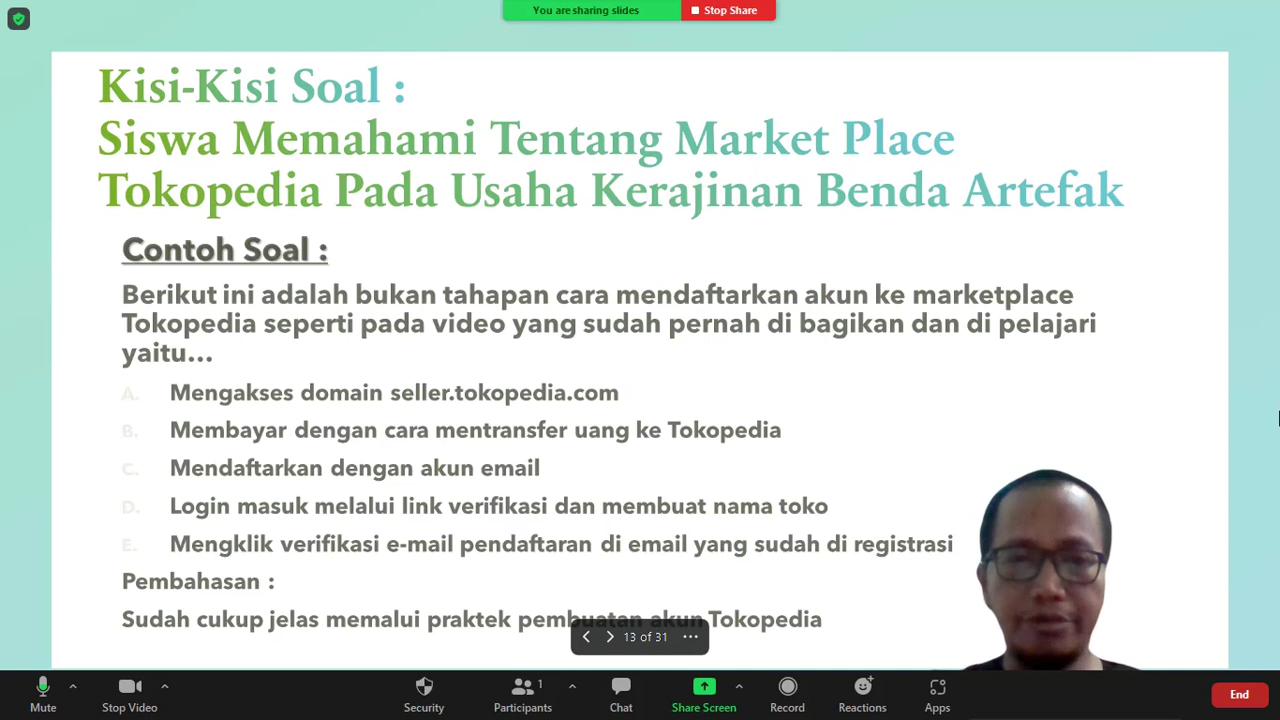 You are sharing slides
Stop Share
Kisi-Kisi Soal :
Siswa Memahami Tentang Market Place
Tokopedia Pada Usaha Kerajinan Benda Artefak
Contoh Soal :
Berikut ini adalah bukan tahapan cara mendaftarkan akun ke marketplace
Tokopedia seperti pada video yang sudah pernah di bagikan dan di pelajari
yaitu...
A. Mengakses domain seller.tokopedia.com
B. Membayar dengan cara mentransfer uang ke Tokopedia
C. Mendaftarkan dengan akun email
D. Login masuk melalui link verifikasi dan membuat nama toko
E. Mengklik verifikasi e-mail pendaftaran di email yang sudah di registrasi
Pembahasan :
Sudah cukup jelas memalui praktek pembuatan akun Tokopedia
13 of 31
Mute
Stop Video
Security
Participants
1
Chat
Share Screen
Record
Reactions
Apps
End